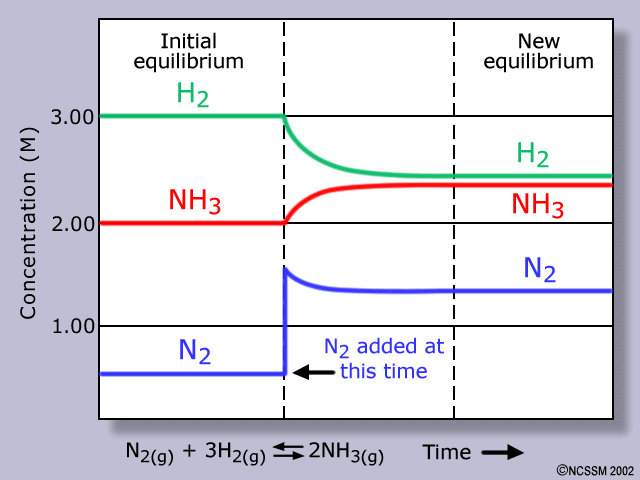 Initial
equilibrium
New
equilibrium
H2
3.00
H2
NH3
NH3
2.00
N2
1.00
N2
N2 added at
this time
Concentration (M)
N2(g) + 3H2(g) ⇌ 2NH3(g)
Time →
©NCSSM 2002